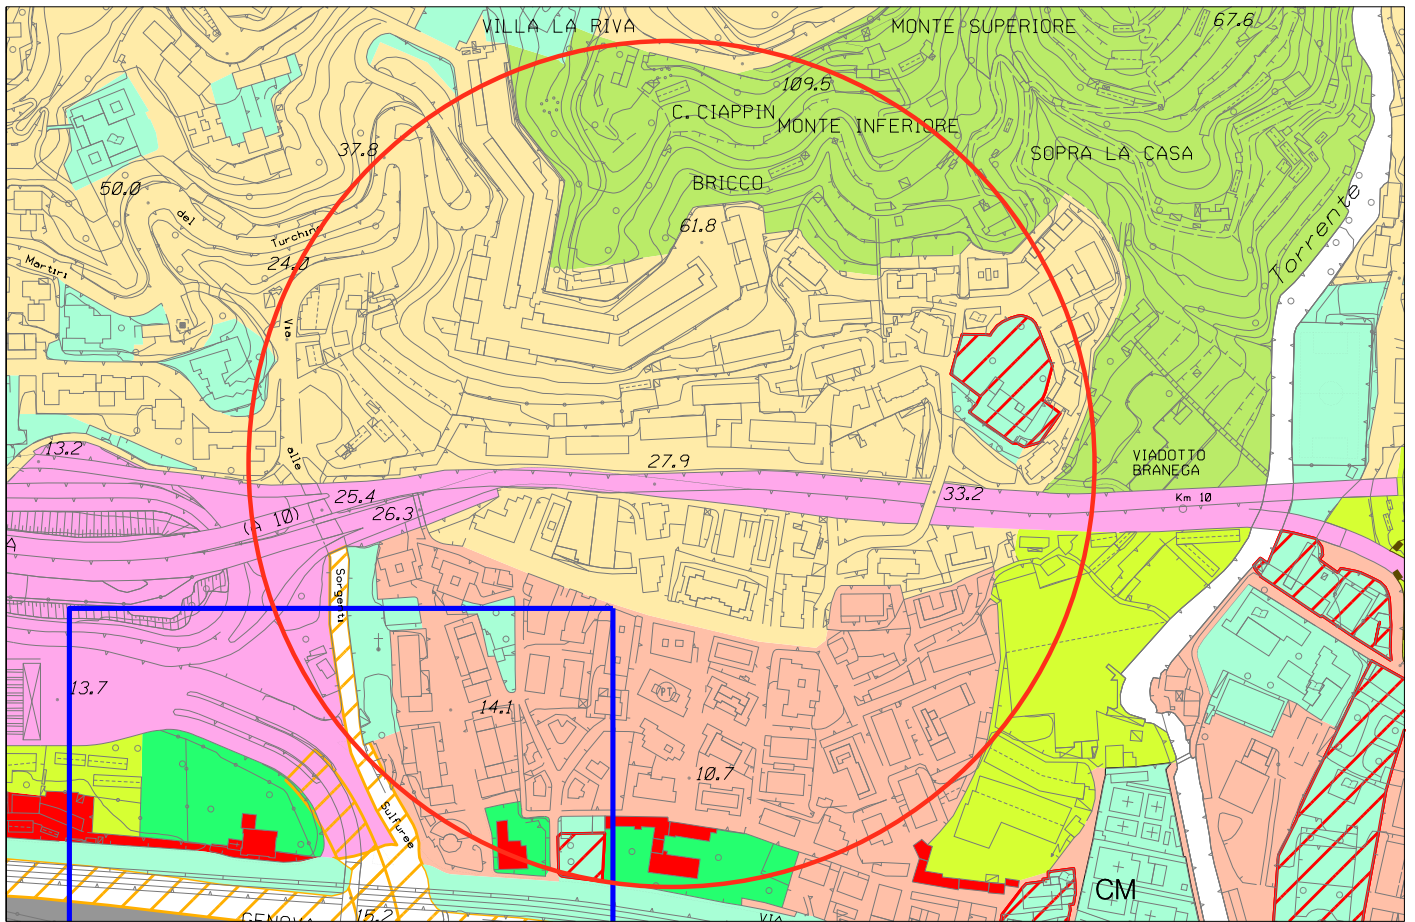 VILLA LA RIVA
MONTE SUPERIORE
67.6
109.5
C. CIAPPIN
MONTE INFERIORE
37.8
SOPRA LA CASA
BRICCO
50.0
del
Torrente
61.8
Turchino
24.0
Martiri
Via
13.2
alle
27.9
VIADOTTO
BRANEGA
25.4
33.2
Km 10
26.3
(A 10)
A
Sorgenti
13.7
14.1
10.7
Sulfuree
CM
GENOVA
15.2
VIA